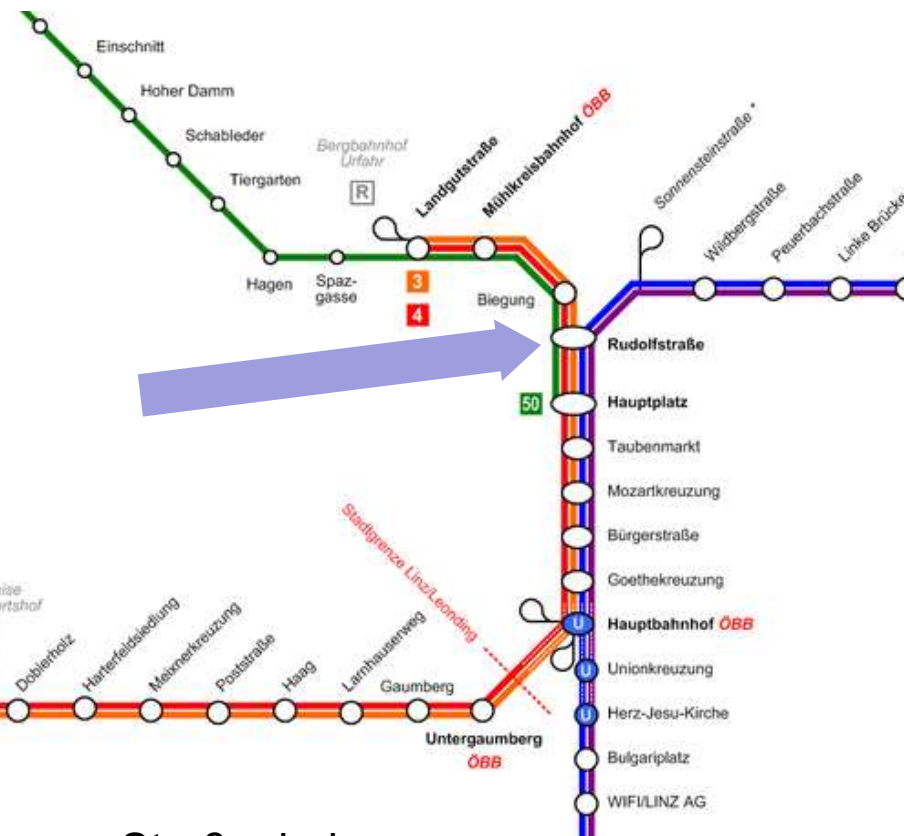 Einschnitt
Hoher Damm
Schableder
Tiergarten
Hagen
Spaz-
gasse
Bergbahnhof
Urfahr
R
Landgutstraße
Mühlkreisbahnhof ÖBB
3
4
Biegung
Sonnensteinstraße *
Wildbergstraße
Peuerbachstraße
Linke Brücke
Rudolfstraße
50
Hauptplatz
Taubenmarkt
Mozartkreuzung
Bürgerstraße
Goethekreuzung
U
Hauptbahnhof ÖBB
U
Unionkreuzung
U
Herz-Jesu-Kirche
Bulgariplatz
WIFI/LINZ AG
Stadtgrenze Linz/Leonding
Doblerholz
Harterfeldsiedlung
Meixnerkreuzung
Poststraße
Haag
Larnhauserweg
Gaumberg
Untergaumberg
ÖBB